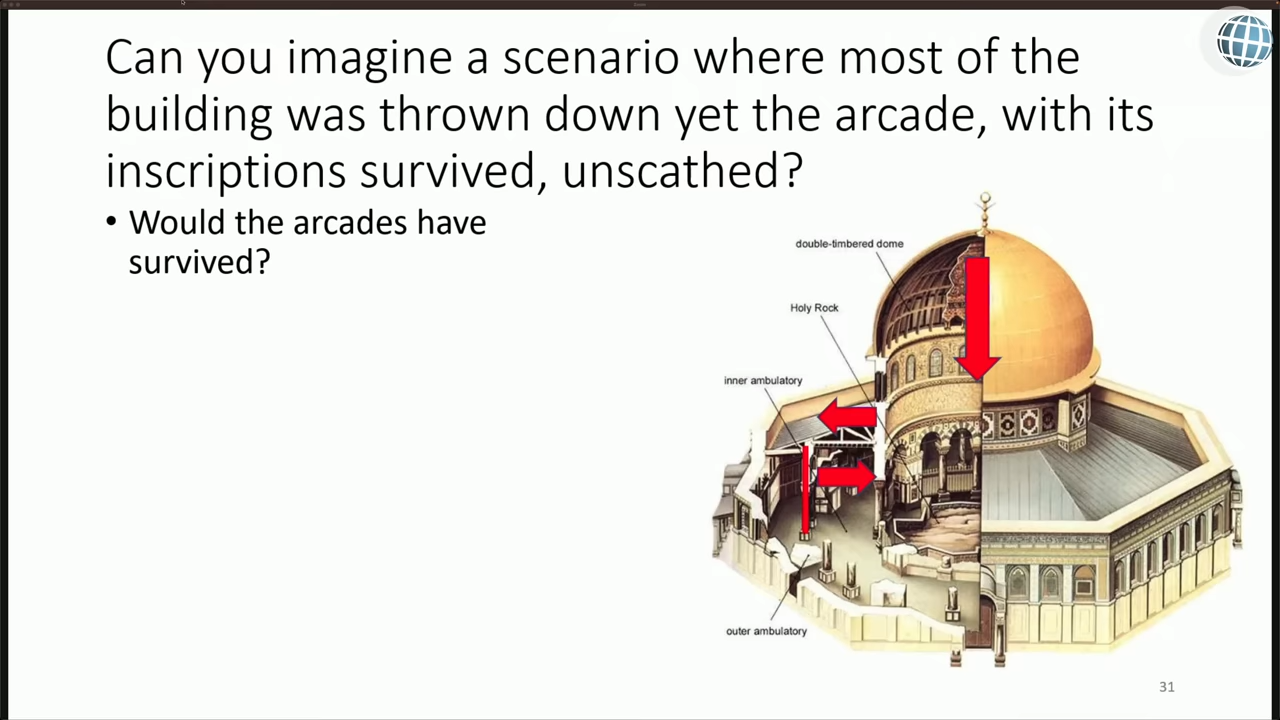 Can you imagine a scenario where most of the
building was thrown down yet the arcade, with its
inscriptions survived, unscathed?
• Would the arcades have
survived?
double-timbered dome
Holy Rock
inner ambulatory
outer ambulatory
31